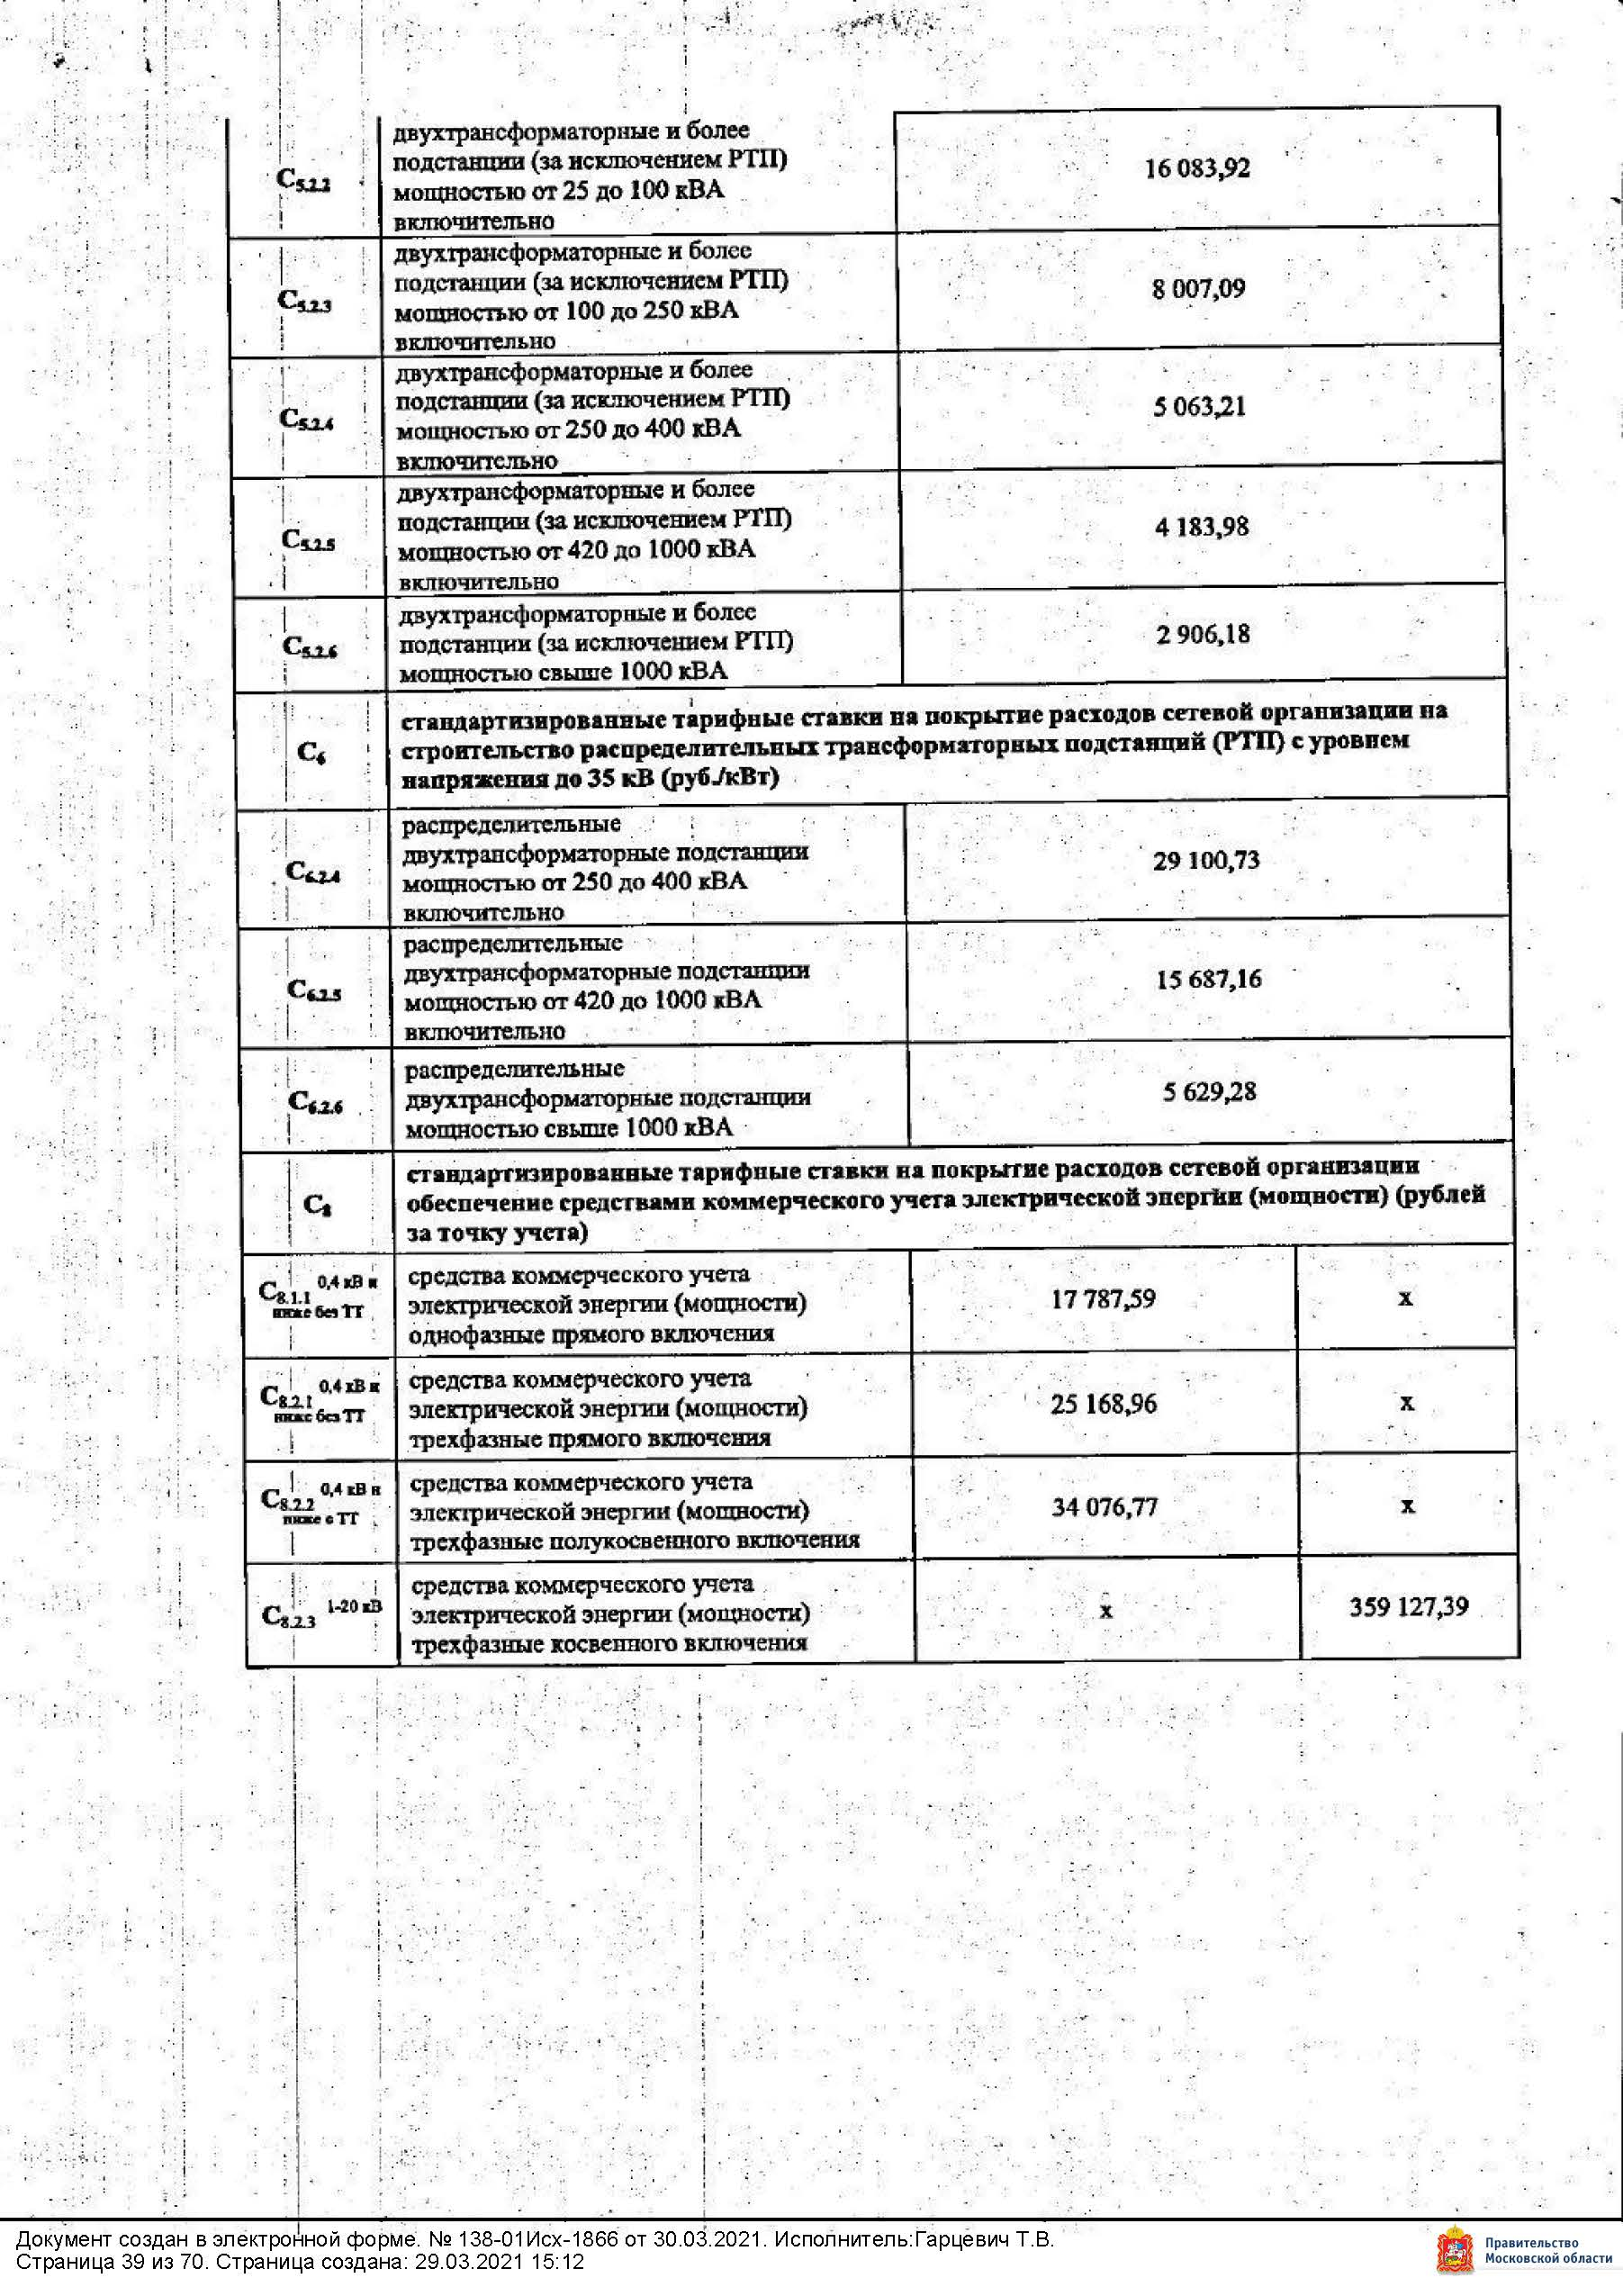 C5.2.2
двухтрансформаторные и более
подстанции (за исключением РТП)
мощностью от 25 до 100 кВА
включительно
16 083,92
C5.2.3
двухтрансформаторные и более
подстанции (за исключением РТП)
мощностью от 100 до 250 кВА
включительно
8 007,09
C5.2.4
двухтрансформаторные и более
подстанции (за исключением РТП)
мощностью от 250 до 400 кВА
включительно
5 063,21
C5.2.5
двухтрансформаторные и более
подстанции (за исключением РТП)
мощностью от 420 до 1000 кВА
включительно
4 183,98
C5.2.6
двухтрансформаторные и более
подстанции (за исключением РТП)
мощностью свыше 1000 кВА
2 906,18
C6
стандартизированные тарифные ставки на покрытие расходов сетевой организации на
строительство распределительных трансформаторных подстанций (РТП) с уровнем
напряжения до 35 кВ (руб./кВт)
C6.2.4
распределительные
двухтрансформаторные подстанции
мощностью от 250 до 400 кВА
включительно
29 100,73
C6.2.5
распределительные
двухтрансформаторные подстанции
мощностью от 420 до 1000 кВА
включительно
15 687,16
C6.2.6
распределительные
двухтрансформаторные подстанции
мощностью свыше 1000 кВА
5 629,28
C8
стандартизированные тарифные ставки на покрытие расходов сетевой организации
обеспечение средствами коммерческого учета электрической энергии (мощности) (рублей
за точку учета)
C8.1.1 0,4 кВ и
ниже без ТТ
средства коммерческого учета
электрической энергии (мощности)
однофазные прямого включения
17 787,59
x
C8.2.1 0,4 кВ и
ниже без ТТ
средства коммерческого учета
электрической энергии (мощности)
трехфазные прямого включения
25 168,96
x
C8.2.2 0,4 кВ и
ниже с ТТ
средства коммерческого учета
электрической энергии (мощности)
трехфазные полукосвенного включения
34 076,77
x
C8.2.3 1-20 кВ
средства коммерческого учета
электрической энергии (мощности)
трехфазные косвенного включения
x
359 127,39
Документ создан в электронной форме. № 138-01Исх-1866 от 30.03.2021. Исполнитель:Гарцевич Т.В.
Страница 39 из 70. Страница создана: 29.03.2021 15:12
Правительство
Московской области